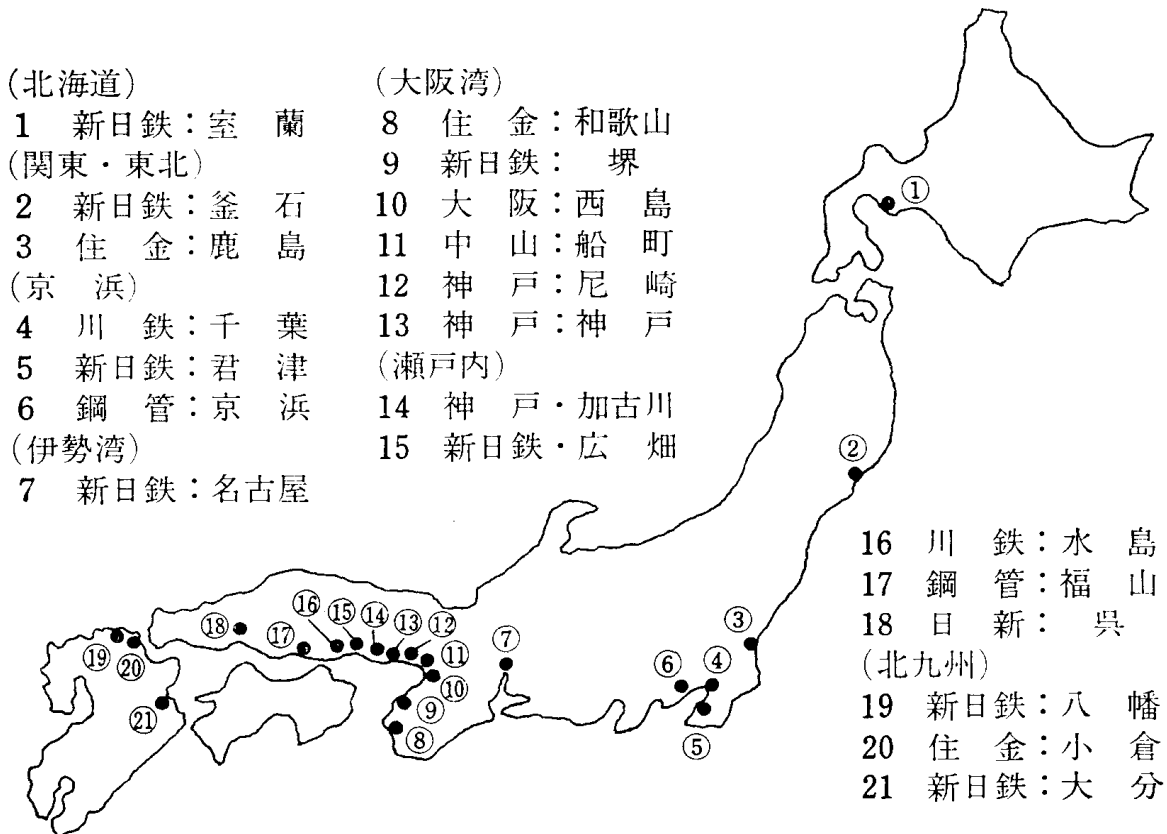 (北海道)
1 新日鉄：室 蘭
(関東・東北)
2 新日鉄：釜 石
3 住 金：鹿 島
(京 浜)
4 川 鉄：千 葉
5 新日鉄：君 津
6 鋼 管：京 浜
(伊勢湾)
7 新日鉄：名古屋
(大阪湾)
8 住 金：和歌山
9 新日鉄： 堺
10 大 阪：西 島
11 中 山：船 町
12 神 戸：尼 崎
13 神 戸：神 戸
(瀬戸内)
14 神 戸・加古川
15 新日鉄・広 畑
16 川 鉄：水 島
17 鋼 管：福 山
18 日 新： 呉
(北九州)
19 新日鉄：八 幡
20 住 金：小 倉
21 新日鉄：大 分
①
②
③
④
⑤
⑥
⑦
⑧
⑨
⑩
⑪
⑫
⑬
⑭
⑮
⑯
⑰
⑱
⑲
⑳
㉑